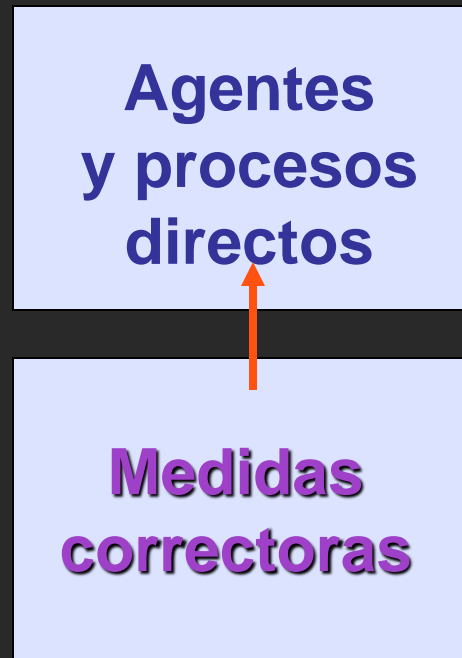 Agentes
y procesos
directos
Medidas
correctoras